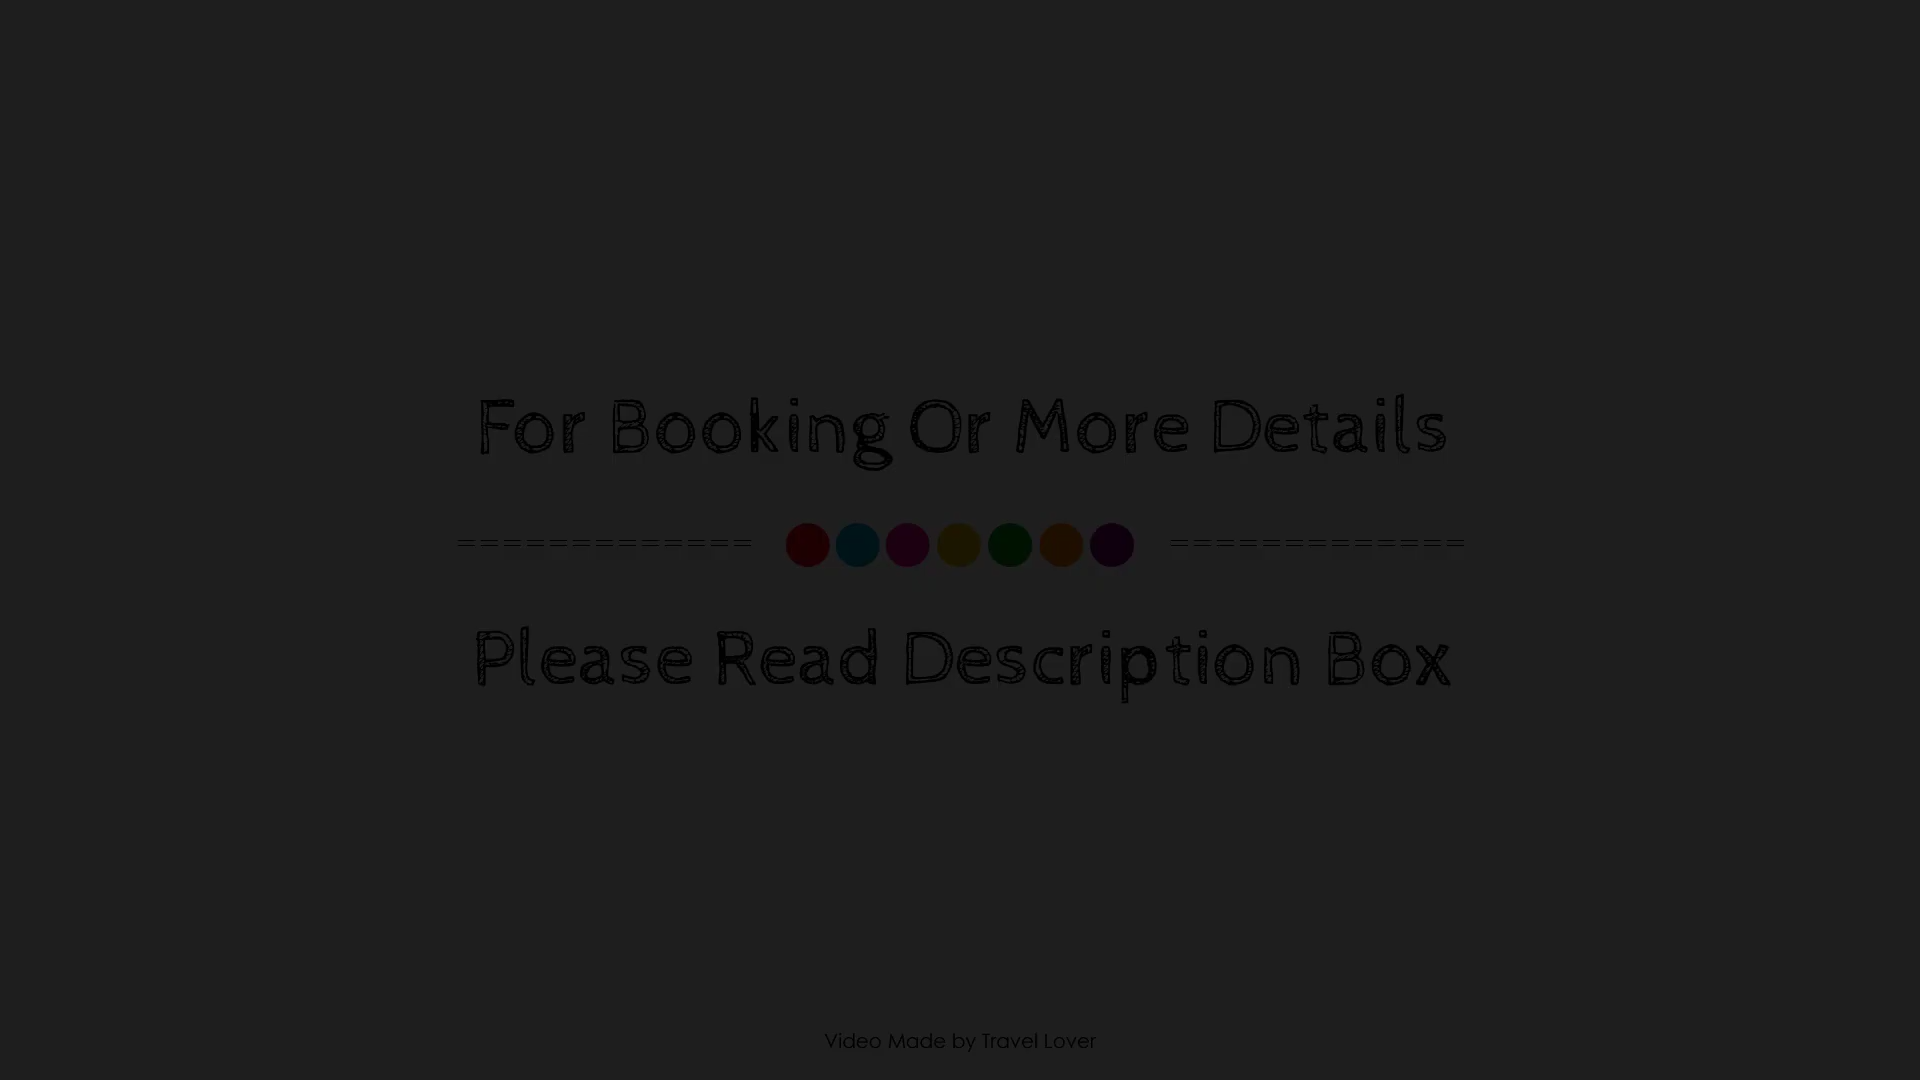 For Booking Or More Details
============= =============
Please Read Description Box
Video Made by Travel Lover